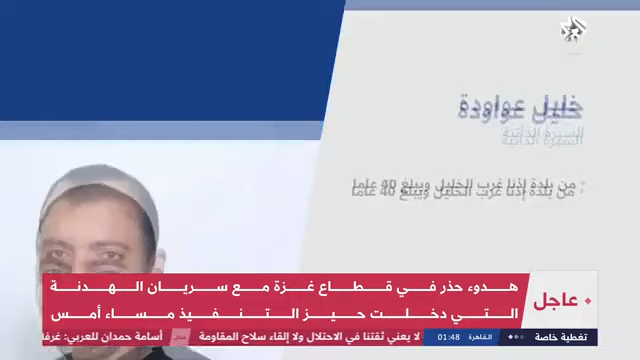 خليل عواودة
السيرة الذاتية
من بلدة إذنا غرب الخليل ويبلغ 40 عاما
عاجل
هدوء حذر في قطاع غزة مع سريان الهدنة
التي دخلت حيز التنفيذ مساء أمس
تغطية خاصة
القاهرة 01:48
لا يعني ثقتنا في الاحتلال ولا إلقاء سلاح المقاومة
أسامة حمدان للعربي: غرفا